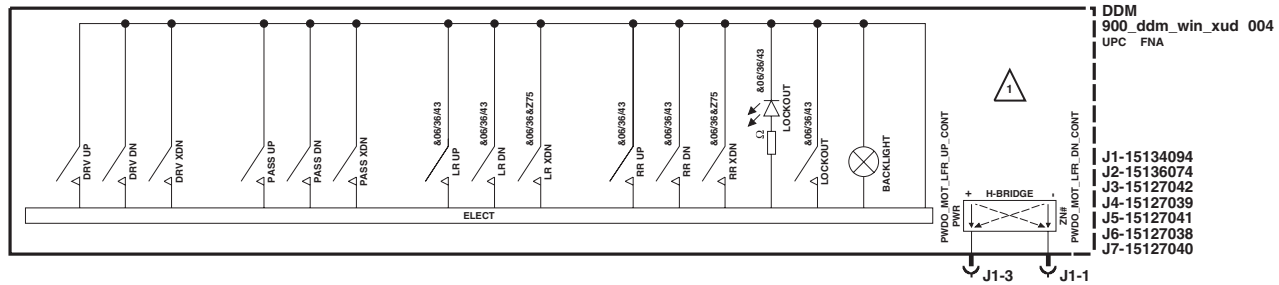 DDM
900_ddm_win_xud 004
UPC FNA
DRV UP
DRV DN
DRV XDN
PASS UP
PASS DN
PASS XDN
&06/36/43
LR UP
&06/36/43
LR DN
&06/36&Z75
LR XDN
&06/36/43
RR UP
&06/36/43
RR DN
&06/36&Z75
RR XDN
&06/36/43
LOCKOUT
Ω
&06/36/43
LOCKOUT
BACKLIGHT
ELECT
1
PWDO_MOT_LFR_UP_CONT
PWR
+ H-BRIDGE -
ZN#
PWDO_MOT_LFR_DN_CONT
J1-3
J1-1
J1-15134094
J2-15136074
J3-15127042
J4-15127039
J5-15127041
J6-15127038
J7-15127040